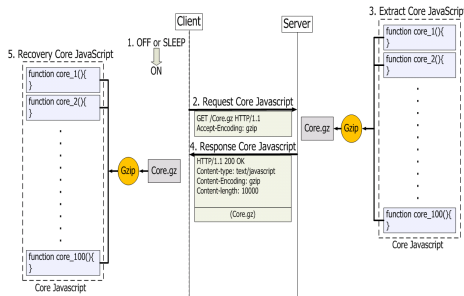 Client
Server
3. Extract Core JavaScript
1. OFF or SLEEP
ON
5. Recovery Core JavaScript
function core_1(){
}
function core_2(){
}
function core_100(){
}
Core Javascript
Gzip
Core.gz
2. Request Core Javascript
GET /Core.gz HTTP/1.1
Accept-Encoding: gzip
4. Response Core Javascript
HTTP/1.1 200 OK
Content-type: text/javascript
Content-Encoding: gzip
Content-length: 10000
(Core.gz)
Core.gz
Gzip
function core_1(){
}
function core_2(){
}
function core_100(){
}
Core Javascript